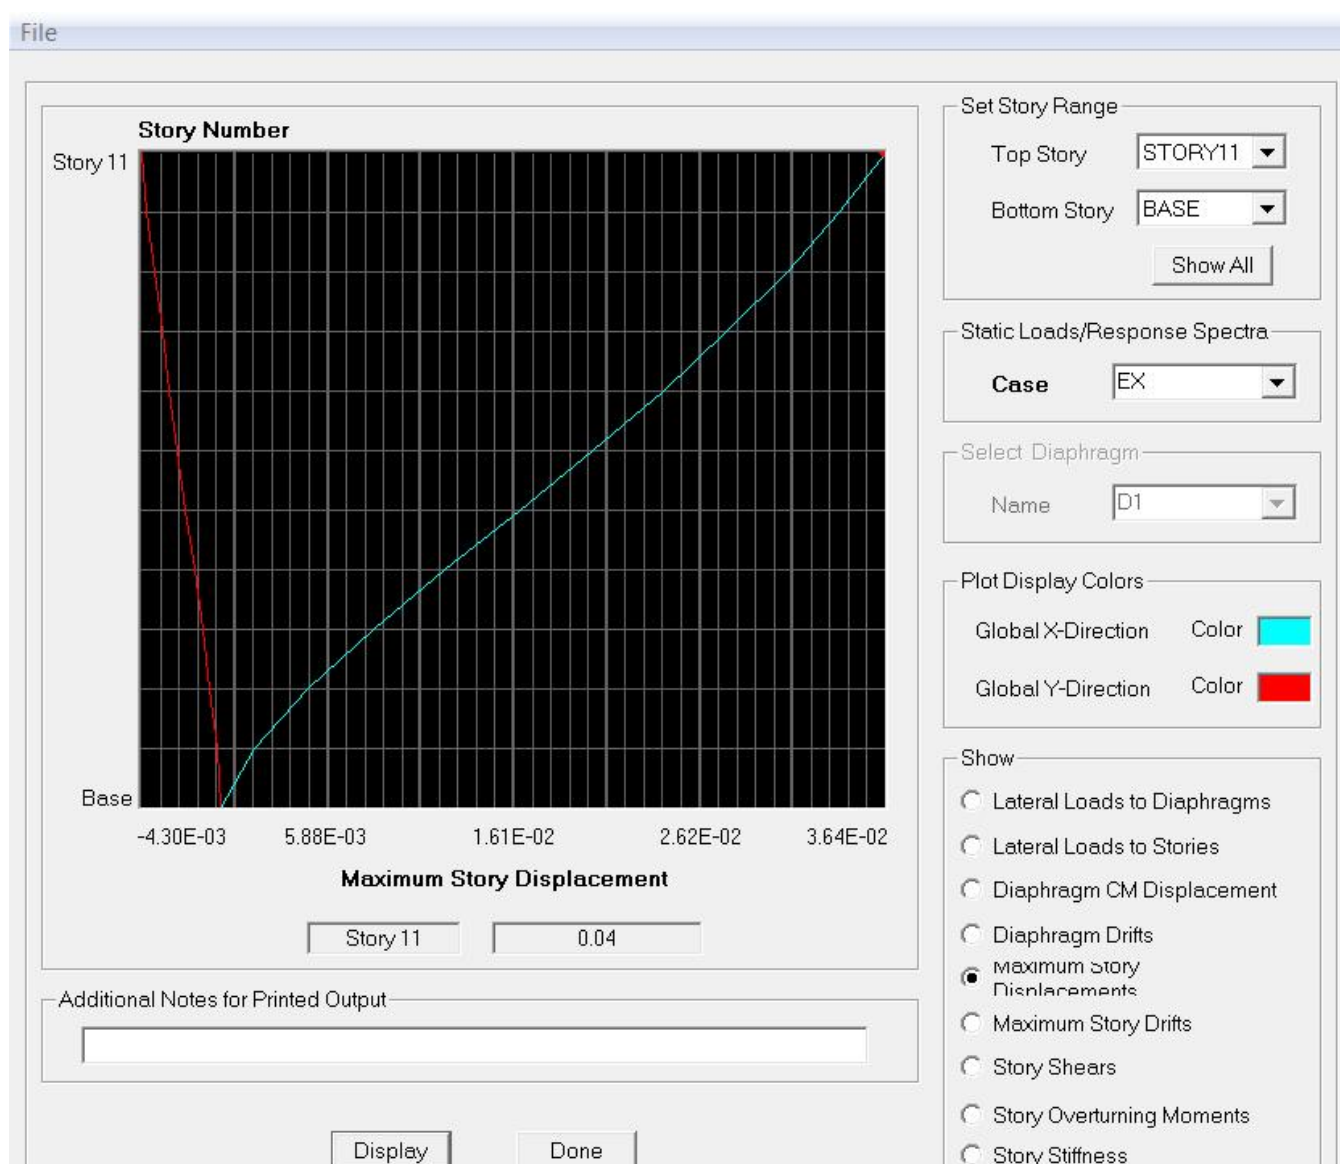 File
Story Number
Story 11
Base
-4.30E-03 5.88E-03 1.61E-02 2.62E-02 3.64E-02
Maximum Story Displacement
Story 11 0.04
Additional Notes for Printed Output
Display Done
Set Story Range
Top Story STORY11
Bottom Story BASE
Show All
Static Loads/Response Spectra
Case EX
Select Diaphragm
Name D1
Plot Display Colors
Global X-Direction Color
Global Y-Direction Color
Show
Lateral Loads to Diaphragms
Lateral Loads to Stories
Diaphragm CM Displacement
Diaphragm Drifts
Maximum Story
Displacements
Maximum Story Drifts
Story Shears
Story Overturning Moments
Story Stiffness